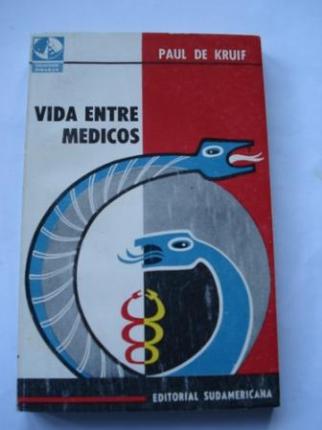 PAUL DE KRUIF
VIDA ENTRE
MEDICOS
EDITORIAL SUDAMERICANA